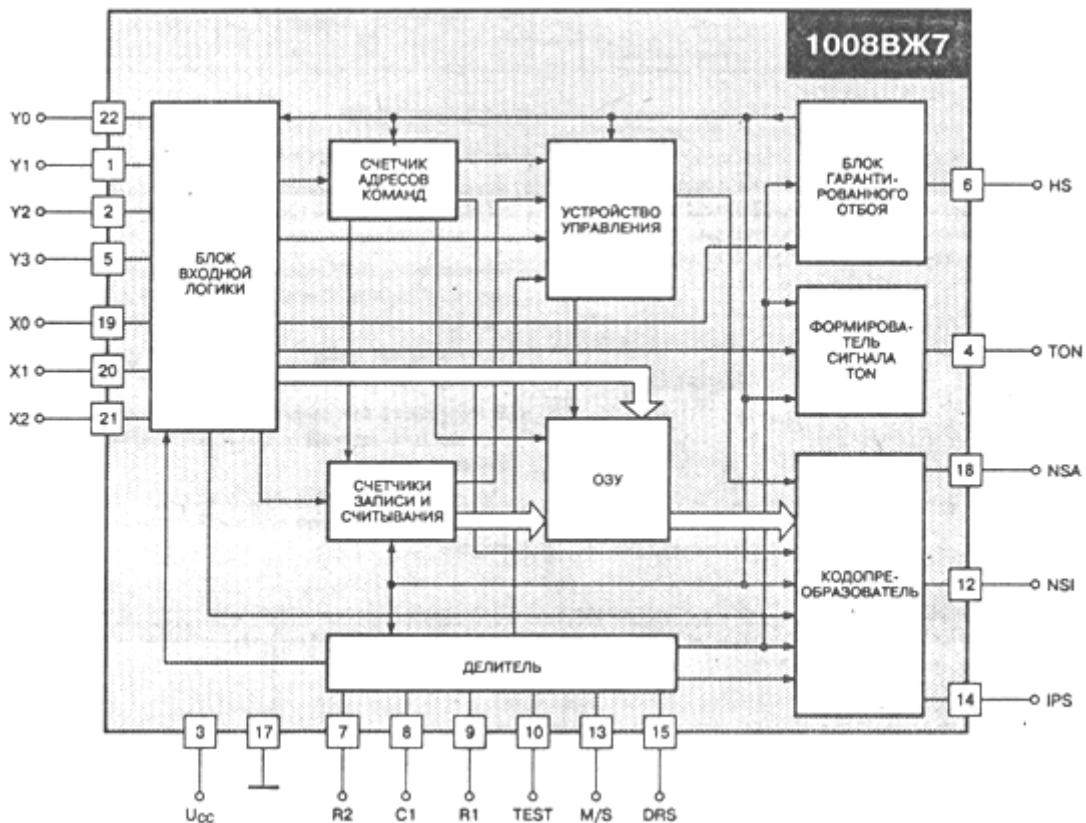 1008ВЖ7
Y0 22
Y1 1
Y2 2
Y3 5
X0 19
X1 20
X2 21
БЛОК
ВХОДНОЙ
ЛОГИКИ
СЧЕТЧИК
АДРЕСОВ
КОМАНД
УСТРОЙСТВО
УПРАВЛЕНИЯ
БЛОК
ГАРАНТИ-
РОВАННОГО
ОТБОЯ
6 HS
ФОРМИРОВА-
ТЕЛЬ
СИГНАЛА
TON
4 TON
СЧЕТЧИКИ
ЗАПИСИ И
СЧИТЫВАНИЯ
ОЗУ
КОДОПРЕ-
ОБРАЗОВАТЕЛЬ
18 NSA
12 NSI
14 IPS
ДЕЛИТЕЛЬ
3 17 7 8 9 10 13 15
UCC R2 C1 R1 TEST M/S DRS